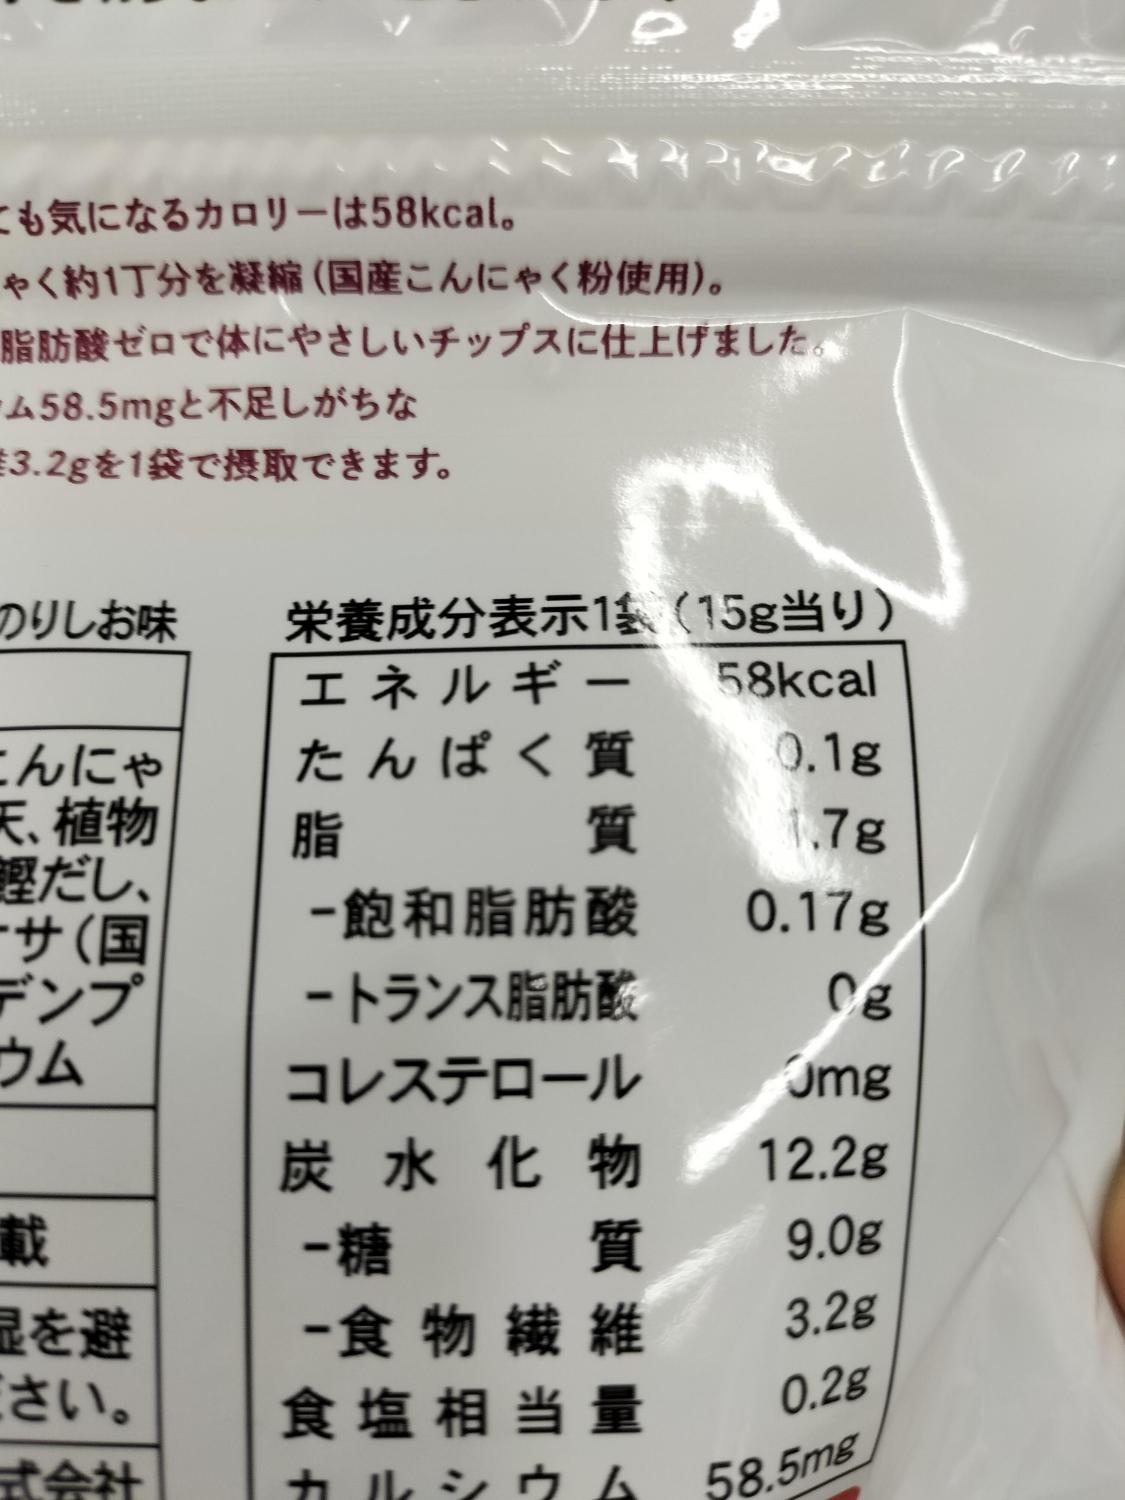 ても気になるカロリーは58kcal。
ゃく約1丁分を凝縮(国産こんにゃく粉使用)。
脂肪酸ゼロで体にやさしいチップスに仕上げました。
ム58.5mgと不足しがちな
3.2gを1袋で摂取できます。
のりしお味
こんにゃ
天、植物
鰹だし、
サ(国
デンプ
ウム
載
湿を避
ださい。
式会社
栄養成分表示1袋(15g当り)
エネルギー 58kcal
たんぱく質 0.1g
脂質 1.7g
-飽和脂肪酸 0.17g
-トランス脂肪酸 0g
コレステロール 0mg
炭水化物 12.2g
-糖質 9.0g
-食物繊維 3.2g
食塩相当量 0.2g
カルシウム 58.5mg